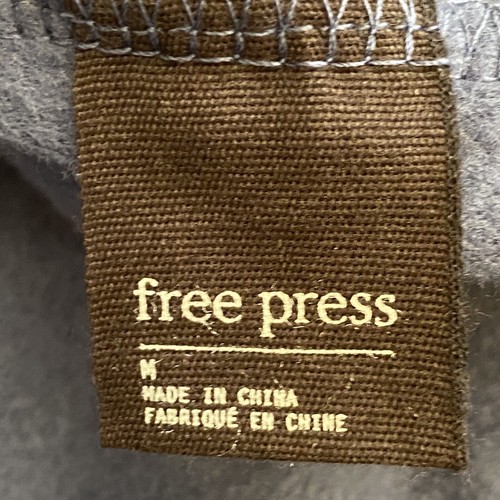 free press
M
MADE IN CHINA
FABRIQUÉ EN CHINE